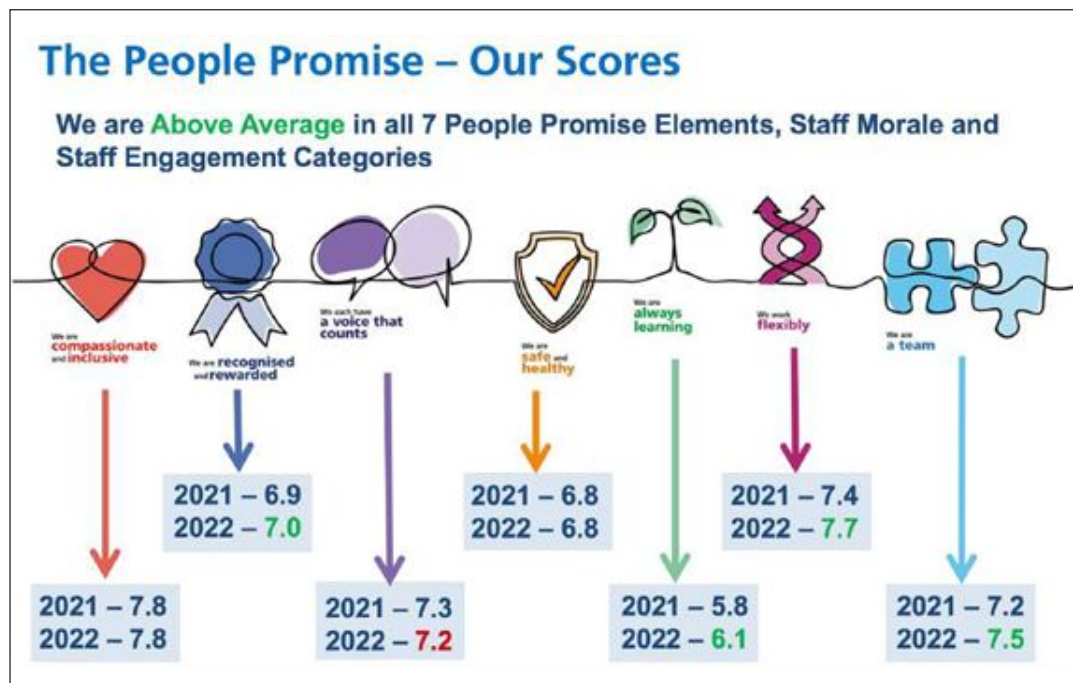 The People Promise – Our Scores
We are Above Average in all 7 People Promise Elements, Staff Morale and
Staff Engagement Categories
We are
compassionate
and inclusive
We are recognised
and rewarded
We each have
a voice that
counts
We are
safe and
healthy
We are
always
learning
We work
flexibly
We are
a team
2021 – 7.8
2022 – 7.8
2021 – 6.9
2022 – 7.0
2021 – 7.3
2022 – 7.2
2021 – 6.8
2022 – 6.8
2021 – 5.8
2022 – 6.1
2021 – 7.4
2022 – 7.7
2021 – 7.2
2022 – 7.5